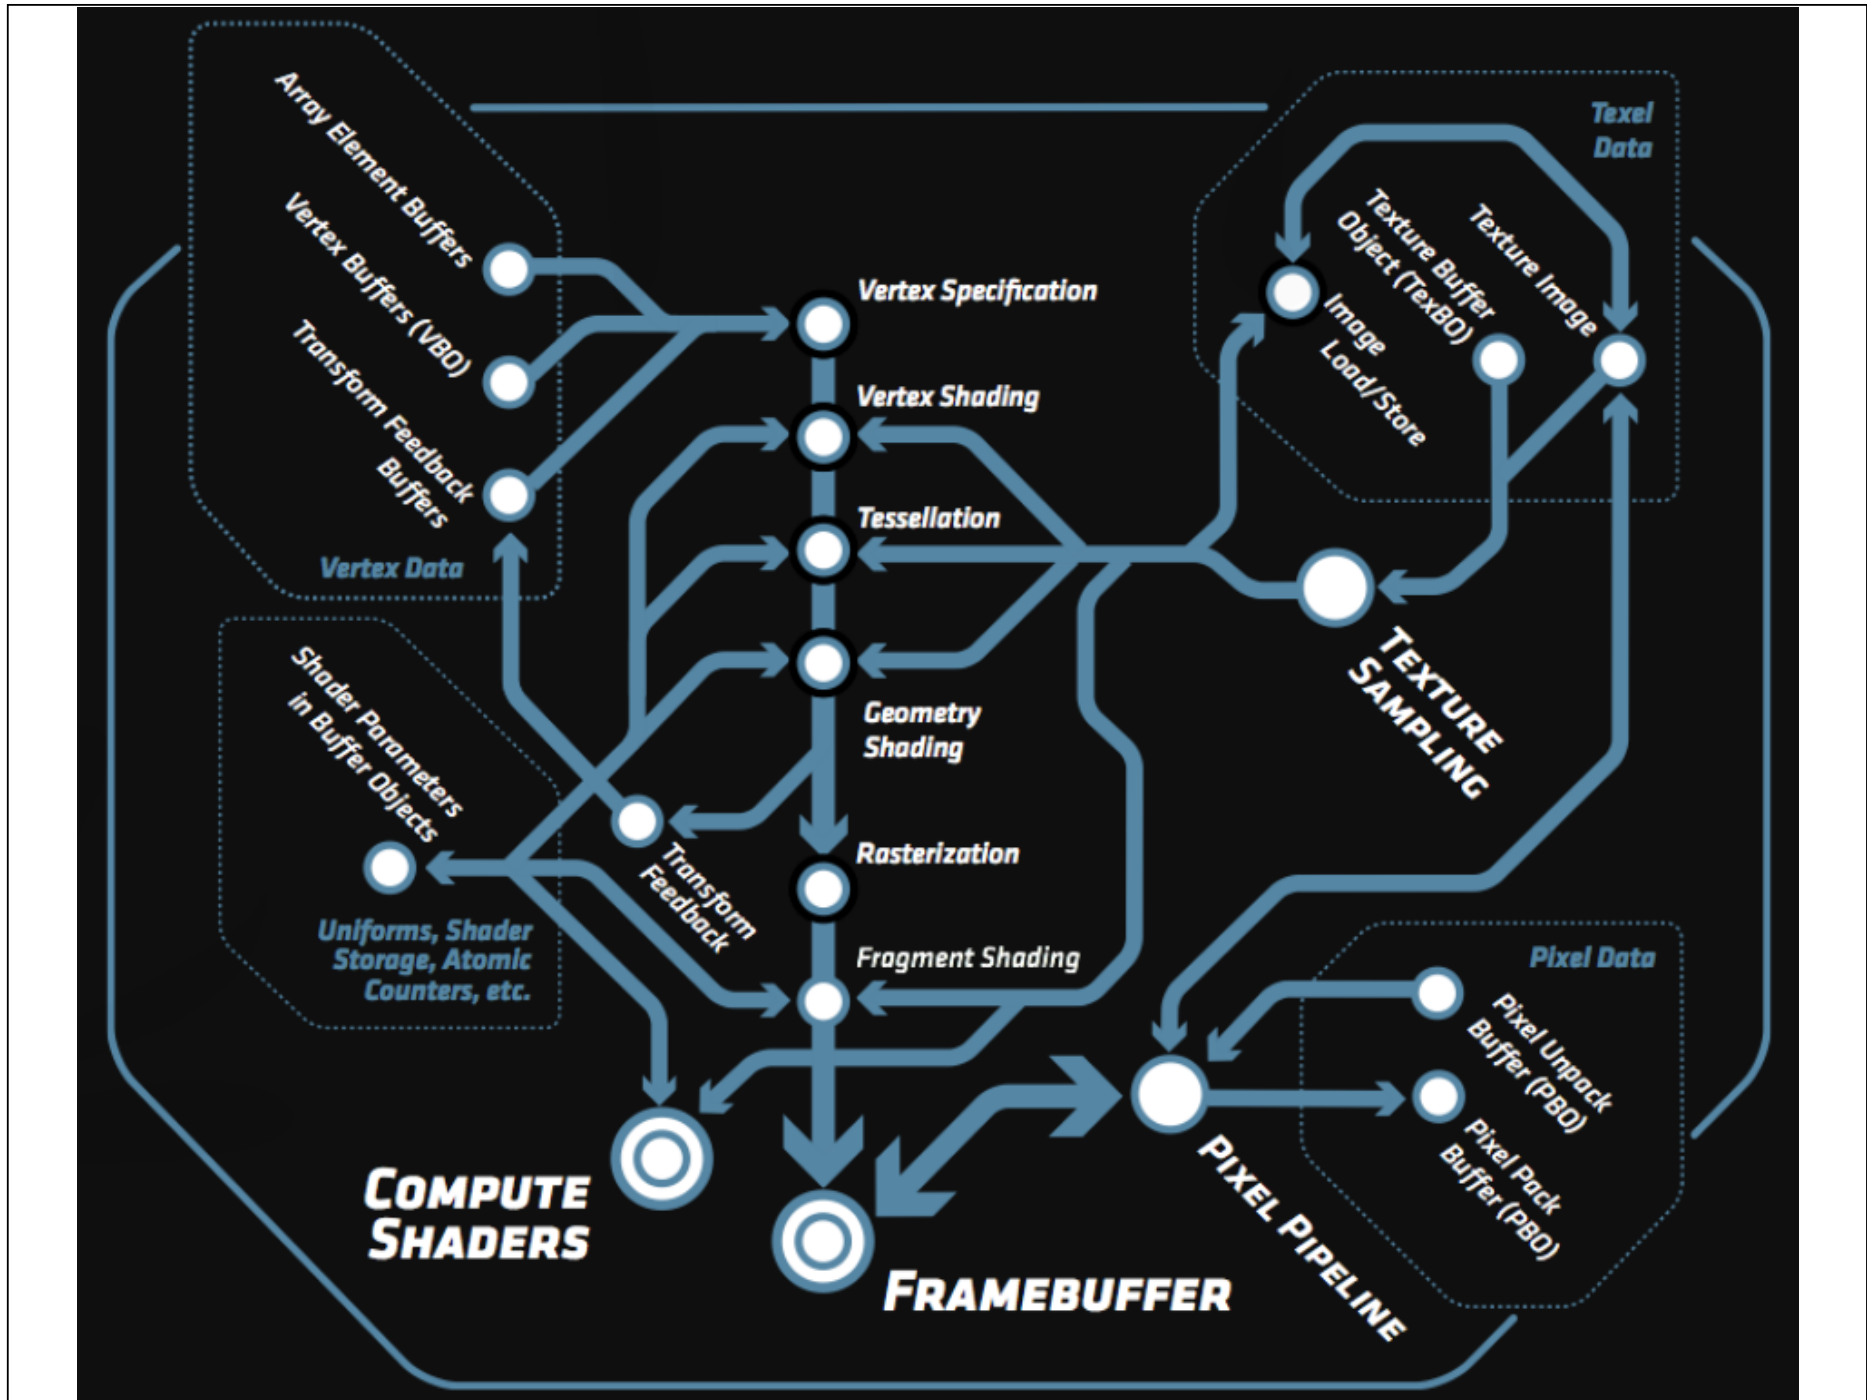 Array Element Buffers
Vertex Buffers (VBO)
Transform Feedback
Buffers
Vertex Data
Texel
Data
Texture Buffer
Object (TexBO)
Texture Image
Image
Load/Store
Vertex Specification
Vertex Shading
Tessellation
Geometry
Shading
Texture
Sampling
Shader Parameters
in Buffer Objects
Uniforms, Shader
Storage, Atomic
Counters, etc.
Transform
Feedback
Rasterization
Fragment Shading
Pixel Data
Pixel Unpack
Buffer (PBO)
Pixel Pack
Buffer (PBO)
Compute
Shaders
Framebuffer
Pixel Pipeline